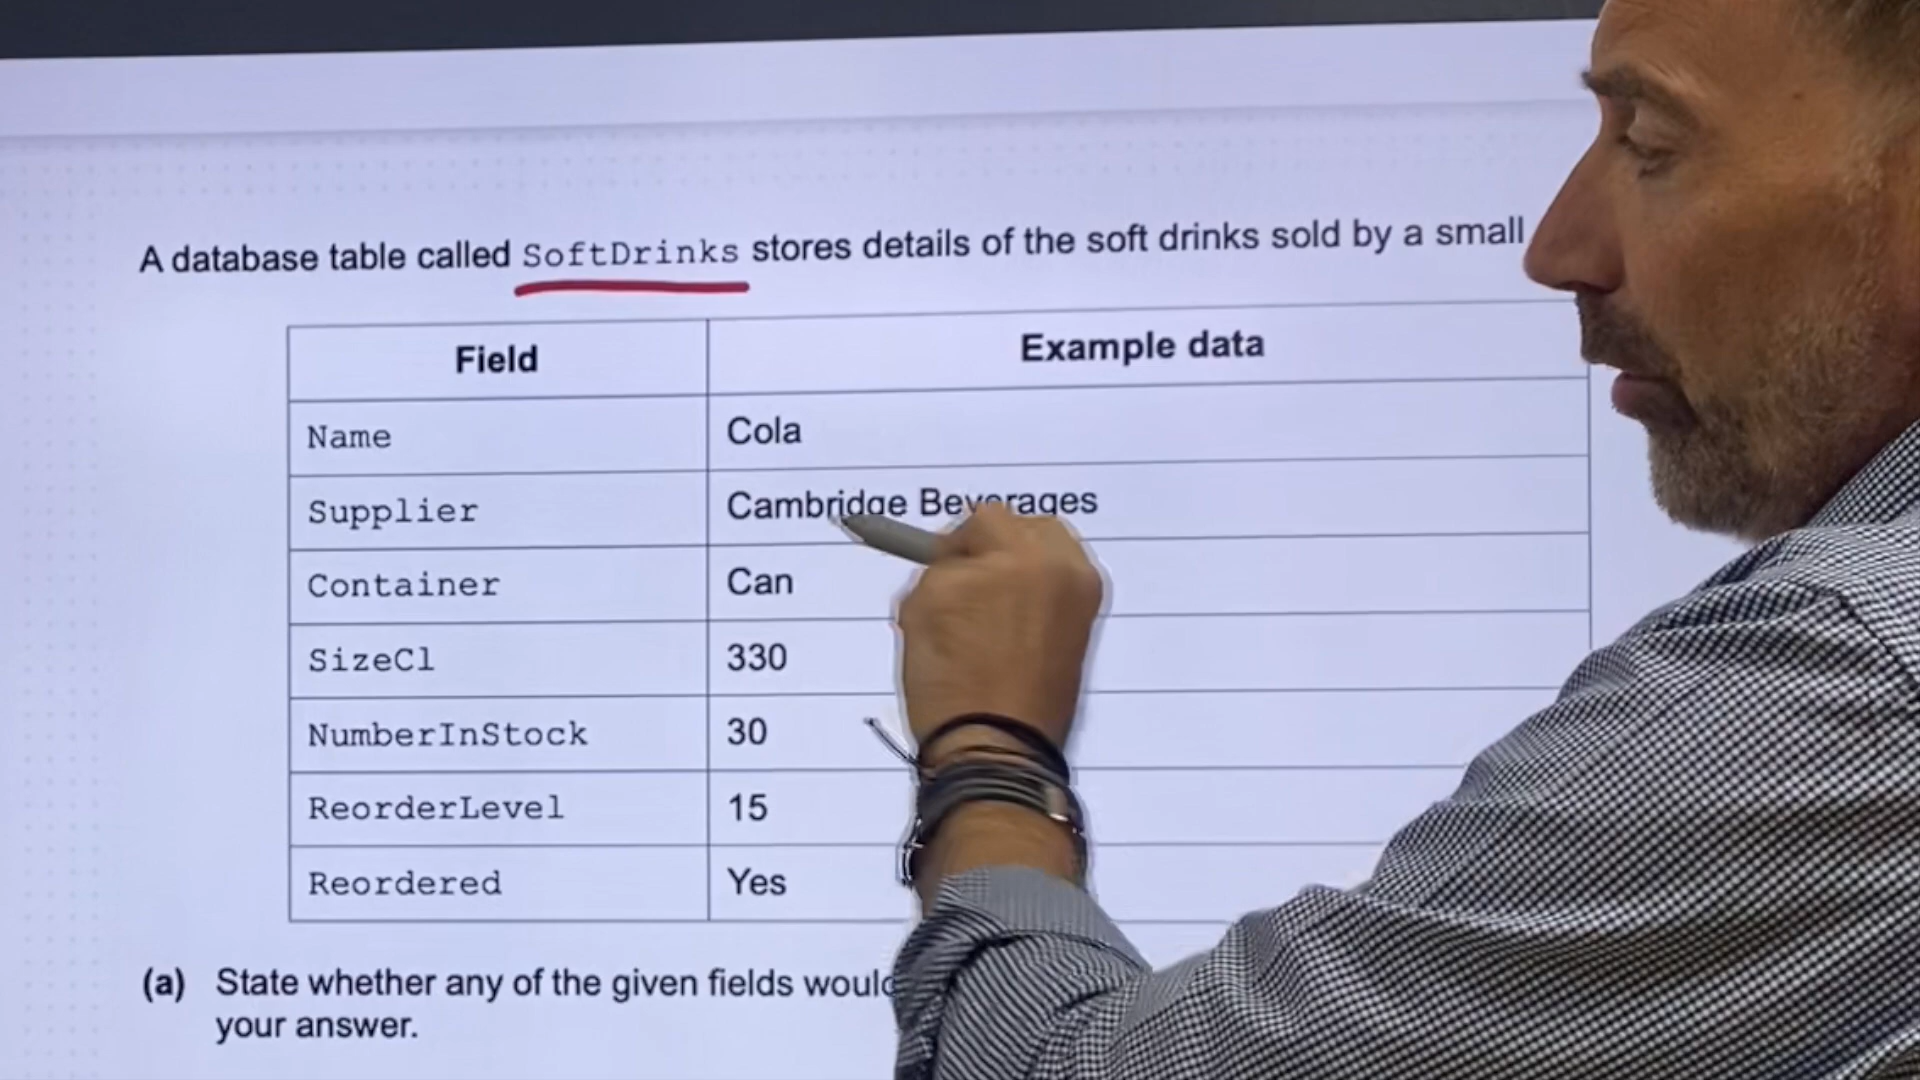 A database table called SoftDrinks stores details of the soft drinks sold by a small
Field Example data
Name Cola
Supplier Cambridge Beverages
Container Can
SizeCl 330
NumberInStock 30
ReorderLevel 15
Reordered Yes
(a) State whether any of the given fields would
your answer.